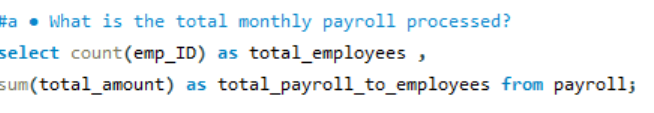 #a • What is the total monthly payroll processed?
select count(emp_ID) as total_employees ,
sum(total_amount) as total_payroll_to_employees from payroll;